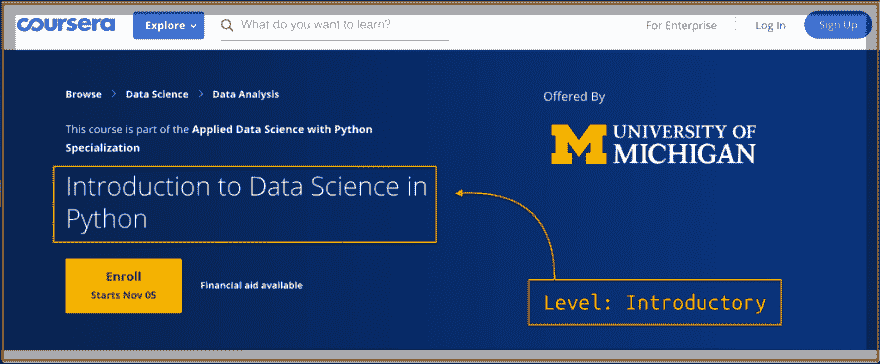 coursera Explore What do you want to learn? For Enterprise Log In Sign Up
Browse > Data Science > Data Analysis
Offered By
This course is part of the Applied Data Science with Python
Specialization
M UNIVERSITY OF
MICHIGAN
Introduction to Data Science in
Python
Enroll
Starts Nov 05
Financial aid available
Level: Introductory